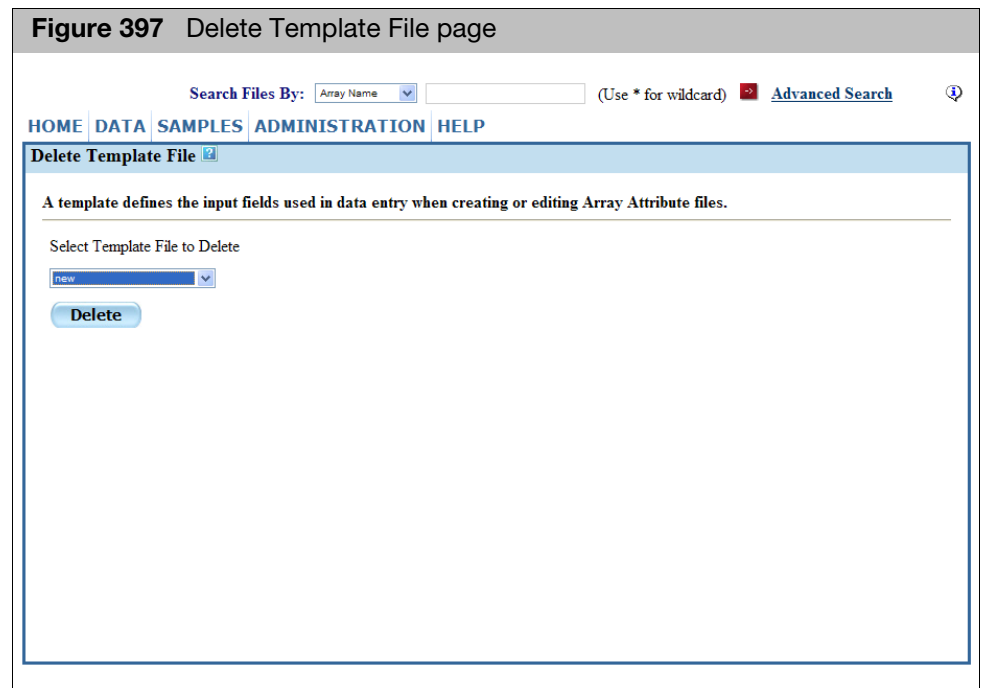 Figure 397 Delete Template File page
Search Files By: Array Name (Use * for wildcard) Advanced Search
HOME DATA SAMPLES ADMINISTRATION HELP
Delete Template File ?
A template defines the input fields used in data entry when creating or editing Array Attribute files.
Select Template File to Delete
new
Delete